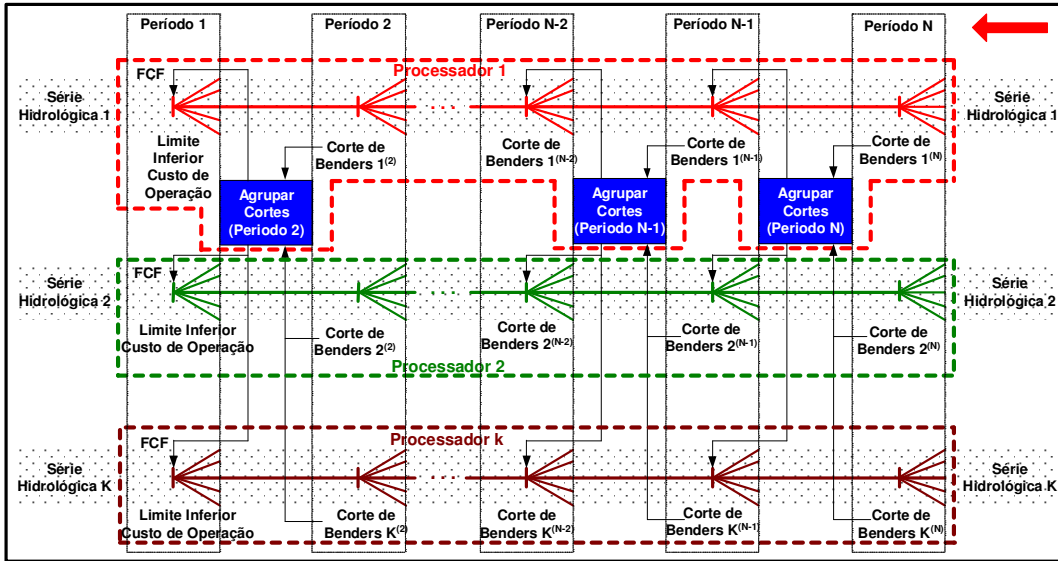 Período 1
Período 2
Período N-2
Período N-1
Período N
FCF
Processador 1
Série
Hidrológica 1
Série
Hidrológica 1
Limite
Inferior
Custo de
Operação
Corte de
Benders 1(2)
Corte de
Benders 1(N-2)
Corte de
Benders 1(N-1)
Corte de
Benders 1(N)
Agrupar
Cortes
(Periodo 2)
Agrupar
Cortes
(Periodo N-1)
Agrupar
Cortes
(Periodo N)
FCF
Série
Hidrológica 2
Série
Hidrológica 2
Limite Inferior
Custo de Operação
Corte de
Benders 2(2)
Corte de
Benders 2(N-2)
Corte de
Benders 2(N-1)
Corte de
Benders 2(N)
Processador 2
FCF
Processador k
Série
Hidrológica K
Série
Hidrológica K
Limite Inferior
Custo de Operação
Corte de
Benders K(2)
Corte de
Benders K(N-2)
Corte de
Benders K(N-1)
Corte de
Benders K(N)